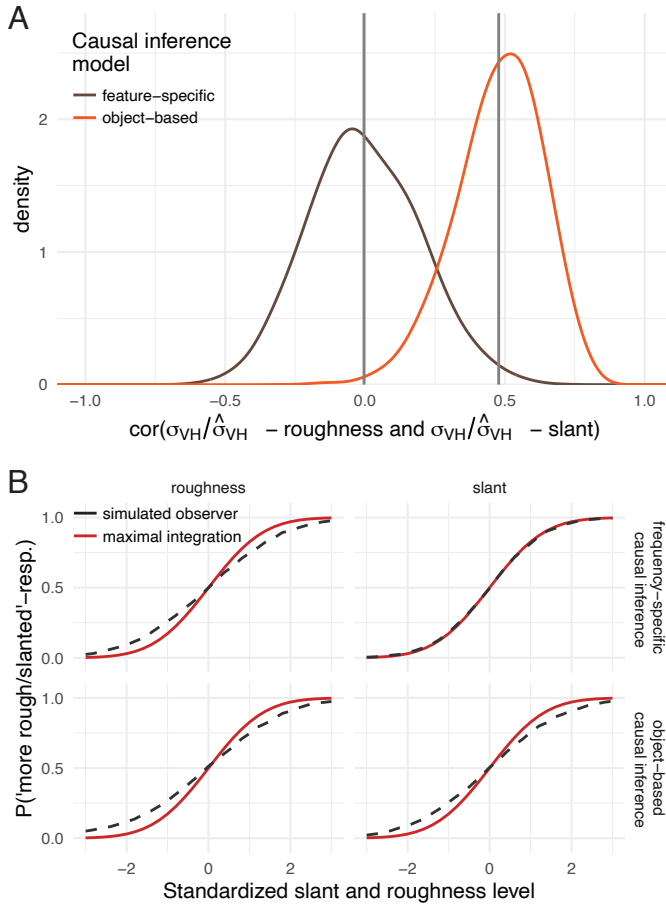 A
Causal inference
model
feature-specific
object-based
density
2
1
0
-1.0 -0.5 0.0 0.5 1.0
cor(σVH/σ̂VH - roughness and σVH/σ̂VH - slant)
B
roughness slant
simulated observer
maximal integration
P('more rough/slanted'-resp.)
1.0
0.5
0.0
frequency-specific
causal inference
1.0
0.5
0.0
object-based
causal inference
-2 0 2 -2 0 2
Standardized slant and roughness level